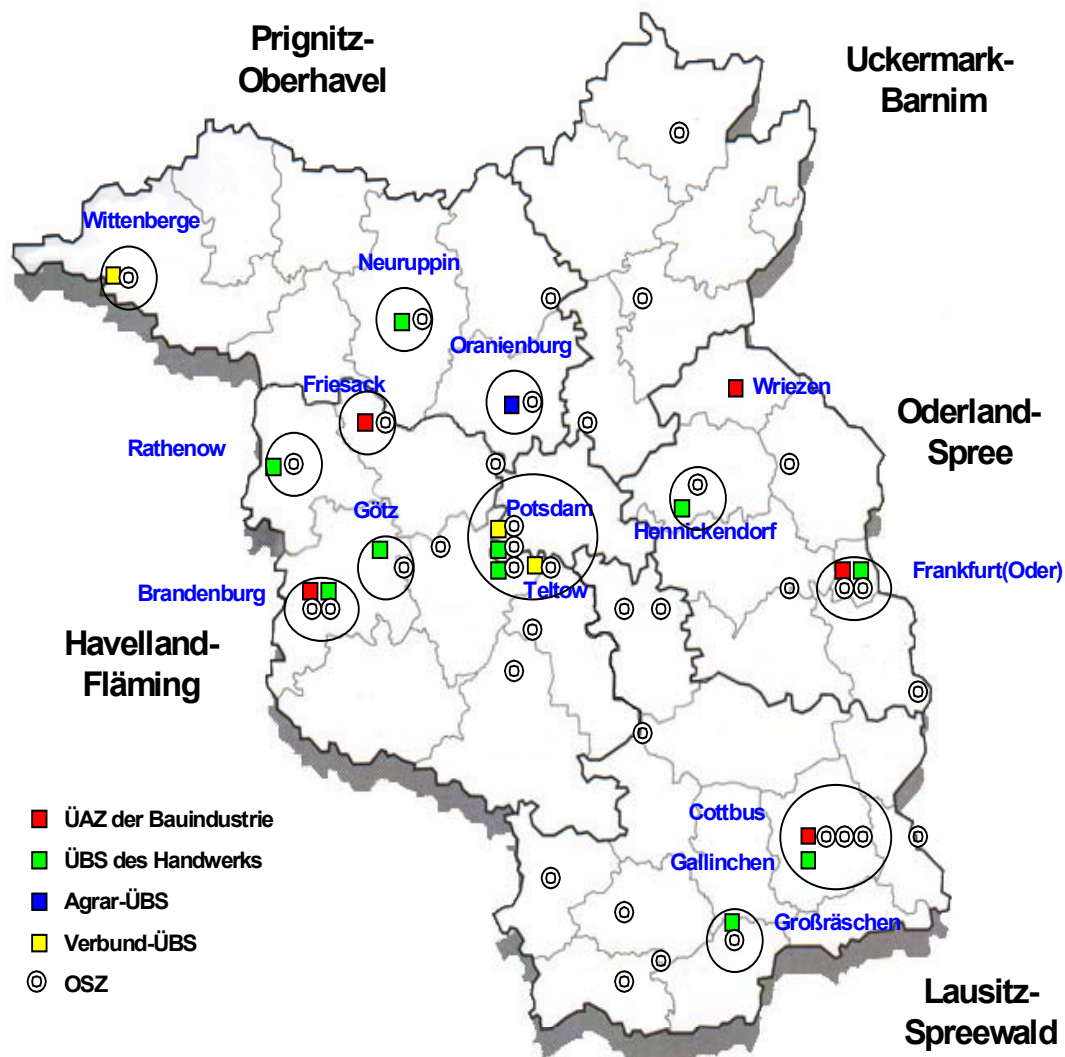 Prignitz-
Oberhavel
Uckermark-
Barnim
Wittenberge
Neuruppin
Oranienburg
Friesack
Wriezen
Oderland-
Spree
Rathenow
Götz
Potsdam
Hennickendorf
Frankfurt(Oder)
Brandenburg
Teltow
Havelland-
Fläming
Cottbus
Gallinchen
Großräschen
ÜAZ der Bauindustrie
ÜBS des Handwerks
Agrar-ÜBS
Verbund-ÜBS
OSZ
Lausitz-
Spreewald